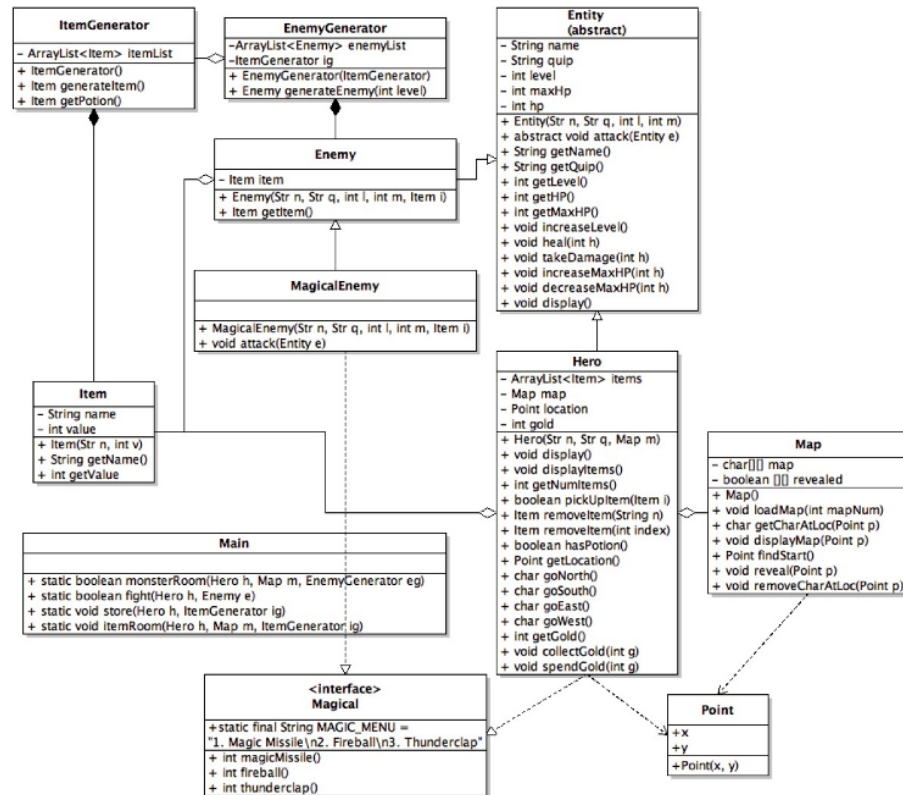 ItemGenerator
- ArrayList<Item> itemList
+ ItemGenerator()
+ Item generateItem()
+ Item getPotion()
EnemyGenerator
-ArrayList<Enemy> enemyList
-ItemGenerator ig
+ EnemyGenerator(ItemGenerator)
+ Enemy generateEnemy(int level)
Entity
(abstract)
- String name
- String quip
- int level
- int maxHp
- int hp
+ Entity(Str n, Str q, int l, int m)
+ abstract void attack(Entity e)
+ String getName()
+ String getQuip()
+ int getLevel()
+ int getHP()
+ int getMaxHP()
+ void increaseLevel()
+ void heal(int h)
+ void takeDamage(int h)
+ void increaseMaxHP(int h)
+ void decreaseMaxHP(int h)
+ void display()
Enemy
- Item item
+ Enemy(Str n, Str q, int l, int m, Item i)
+ Item getItem()
MagicalEnemy
+ MagicalEnemy(Str n, Str q, int l, int m, Item i)
+ void attack(Entity e)
Item
- String name
- int value
+ Item(Str n, int v)
+ String getName()
+ int getValue
Hero
- ArrayList<Item> items
- Map map
- Point location
- int gold
+ Hero(Str n, Str q, Map m)
+ void display()
+ void displayItems()
+ int getNumItems()
+ boolean pickUpItem(Item i)
+ Item removeItem(String n)
+ Item removeItem(int index)
+ boolean hasPotion()
+ Point getLocation()
+ char goNorth()
+ char goSouth()
+ char goEast()
+ char goWest()
+ int getGold()
+ void collectGold(int g)
+ void spendGold(int g)
Map
- char[][] map
- boolean [][] revealed
+ Map()
+ void loadMap(int mapNum)
+ char getCharAtLoc(Point p)
+ void displayMap(Point p)
+ Point findStart()
+ void reveal(Point p)
+ void removeCharAtLoc(Point p)
Main
+ static boolean monsterRoom(Hero h, Map m, EnemyGenerator eg)
+ static boolean fight(Hero h, Enemy e)
+ static void store(Hero h, ItemGenerator ig)
+ static void itemRoom(Hero h, Map m, ItemGenerator ig)
<interface>
Magical
+static final String MAGIC_MENU =
"1. Magic Missile\n2. Fireball\n3. Thunderclap"
+ int magicMissile()
+ int fireball()
+ int thunderclap()
Point
+x
+y
+Point(x, y)